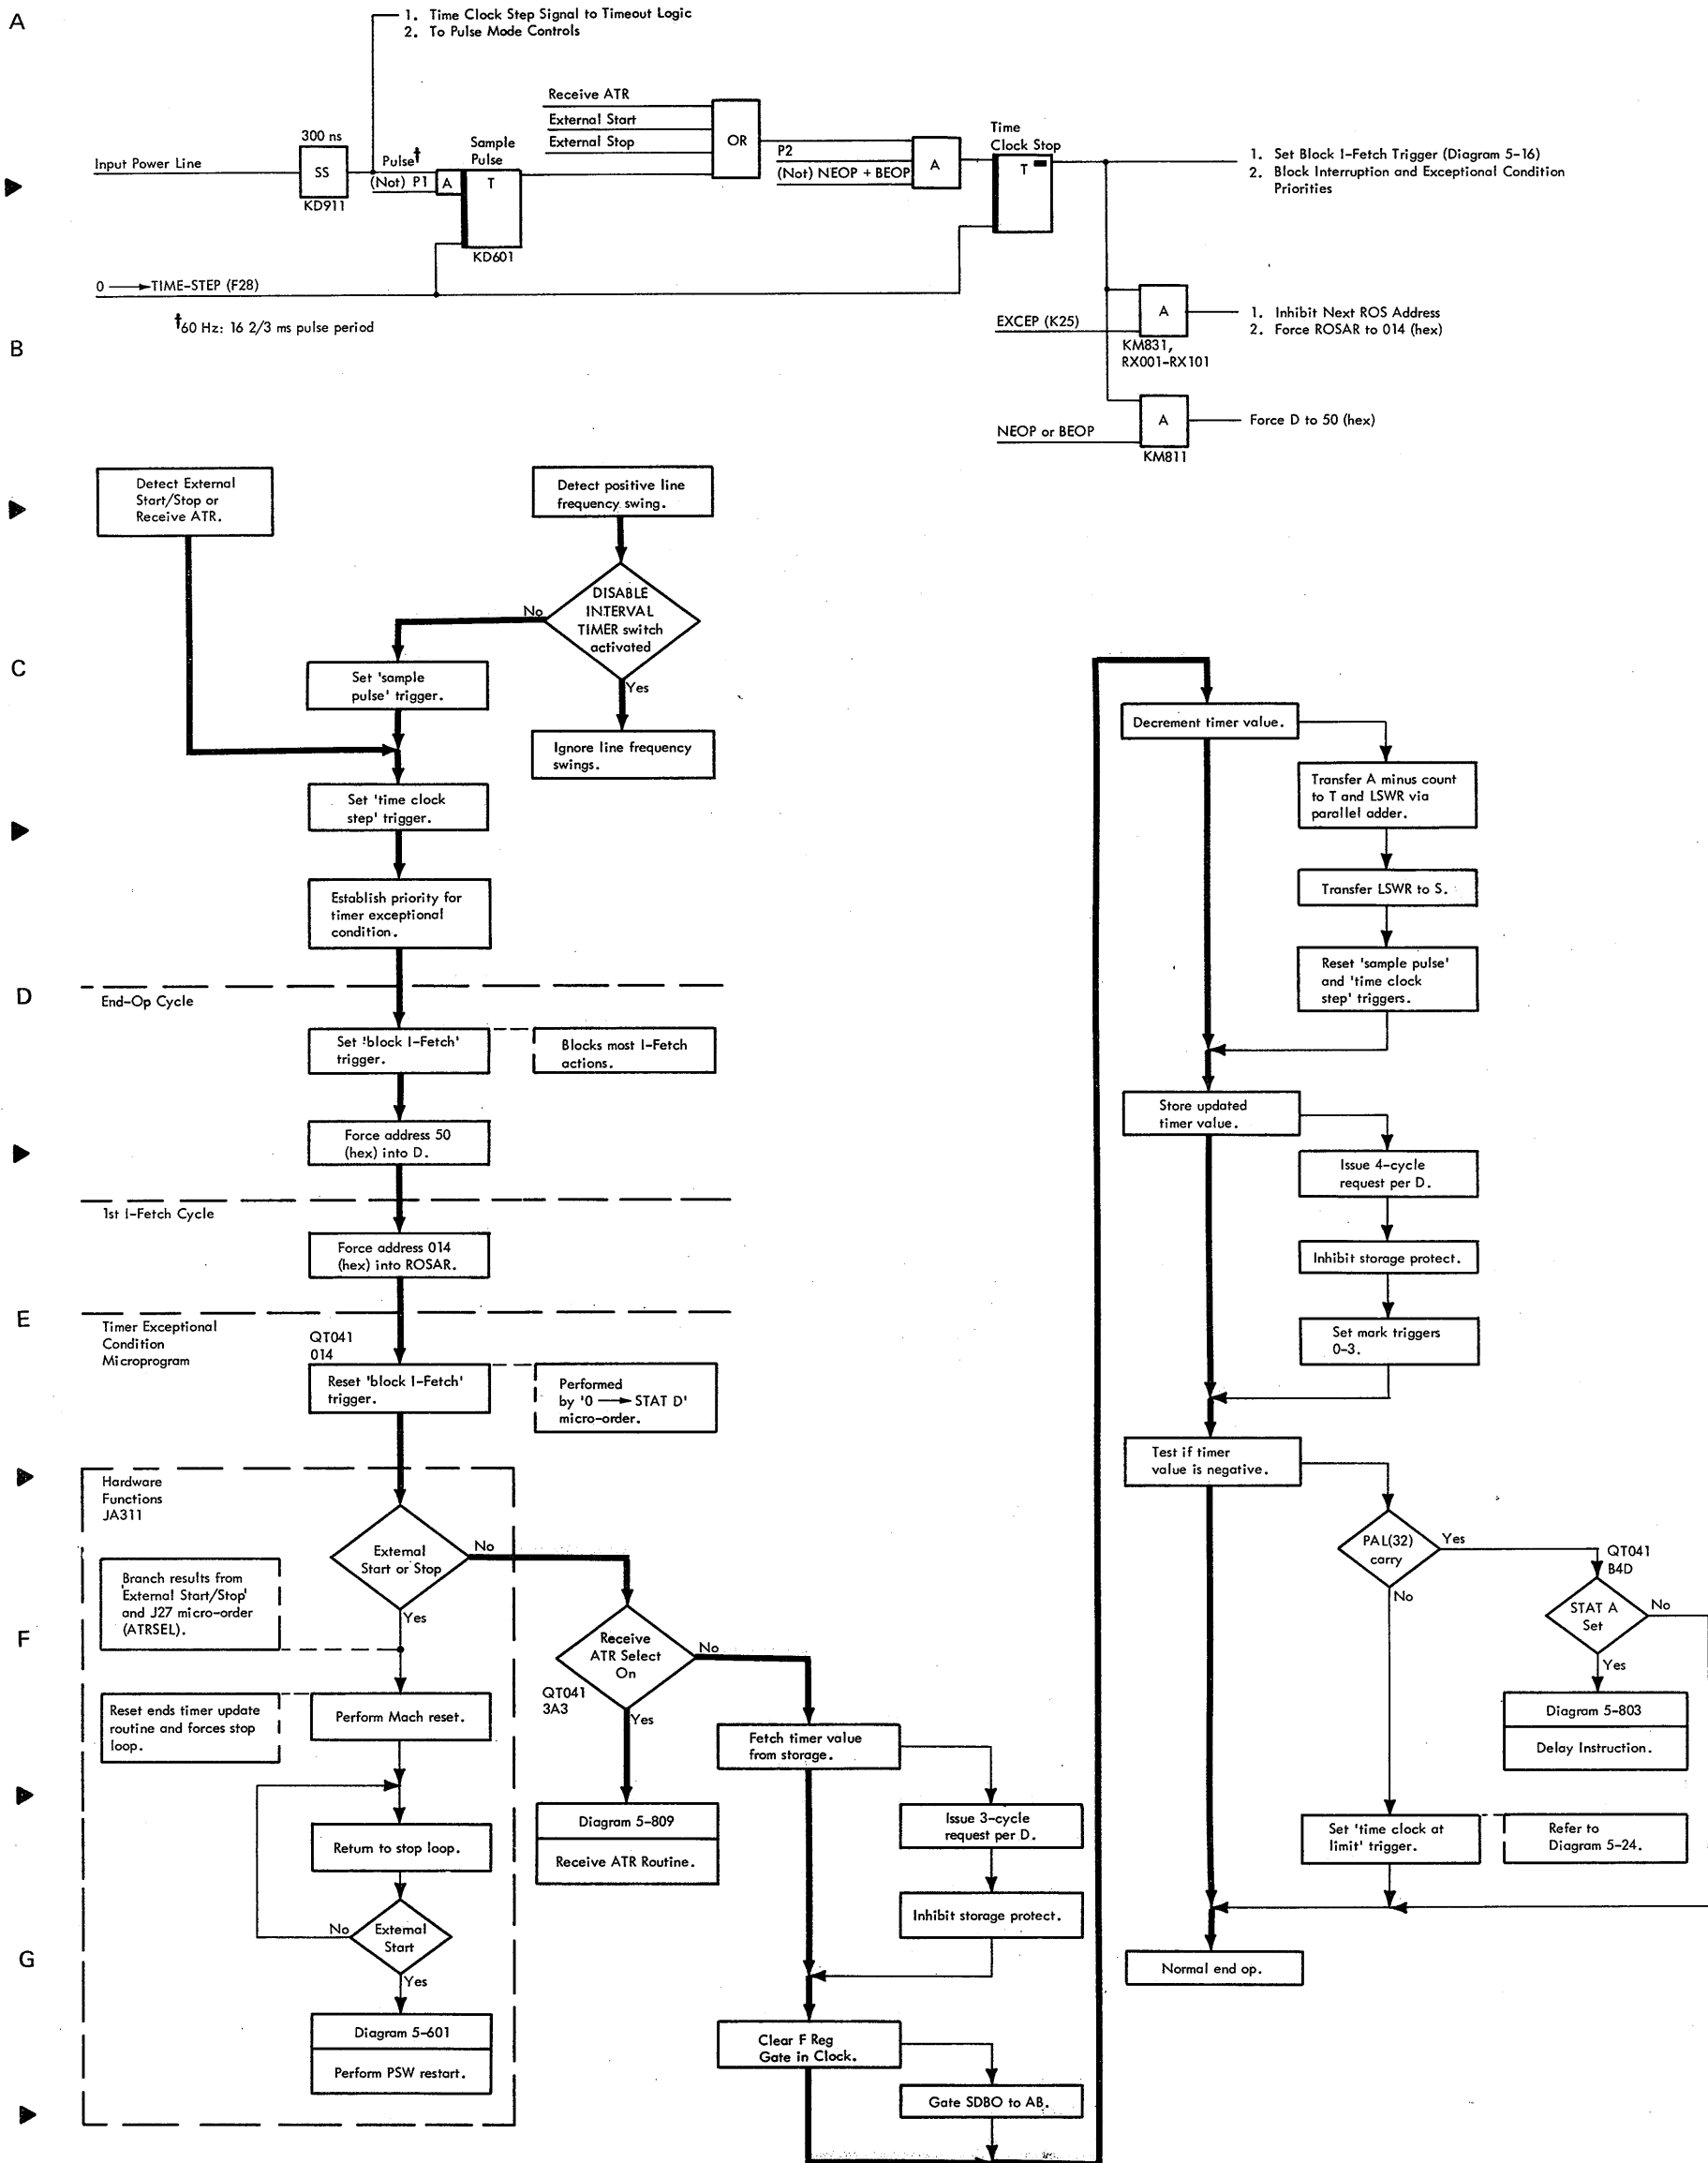 A
1. Time Clock Step Signal to Timeout Logic
2. To Pulse Mode Controls
Receive ATR
External Start
External Stop
OR
300 ns
Input Power Line
SS
KD911
Pulse†
(Not) P1
A
Sample
Pulse
T
KD601
P2
(Not) NEOP + BEOP
A
Time
Clock Stop
T
1. Set Block I-Fetch Trigger (Diagram 5-16)
2. Block Interruption and Exceptional Condition
Priorities
0 → TIME-STEP (F28)
†60 Hz: 16 2/3 ms pulse period
B
EXCEP (K25)
A
KM831,
RX001-RX101
1. Inhibit Next ROS Address
2. Force ROSAR to 014 (hex)
NEOP or BEOP
A
KM811
Force D to 50 (hex)
Detect External
Start/Stop or
Receive ATR.
Detect positive line
frequency swing.
DISABLE
INTERVAL
TIMER switch
activated
No
Yes
C
Set 'sample
pulse' trigger.
Ignore line frequency
swings.
Set 'time clock
step' trigger.
Establish priority for
timer exceptional
condition.
D
End-Op Cycle
Set 'block I-Fetch'
trigger.
Blocks most I-Fetch
actions.
Force address 50
(hex) into D.
1st I-Fetch Cycle
Force address 014
(hex) into ROSAR.
E
Timer Exceptional
Condition
Microprogram
QT041
014
Reset 'block I-Fetch'
trigger.
Performed
by '0 → STAT D'
micro-order.
Hardware
Functions
JA311
External
Start or Stop
No
Yes
Branch results from
'External Start/Stop'
and J27 micro-order
(ATRSEL).
F
Receive
ATR Select
On
No
Yes
QT041
3A3
Reset ends timer update
routine and forces stop
loop.
Perform Mach reset.
Return to stop loop.
External
Start
No
Yes
G
Diagram 5-601
Perform PSW restart.
Diagram 5-809
Receive ATR Routine.
Fetch timer value
from storage.
Issue 3-cycle
request per D.
Inhibit storage protect.
Clear F Reg
Gate in Clock.
Gate SDBO to AB.
Decrement timer value.
Transfer A minus count
to T and LSWR via
parallel adder.
Transfer LSWR to S.
Reset 'sample pulse'
and 'time clock
step' triggers.
Store updated
timer value.
Issue 4-cycle
request per D.
Inhibit storage protect.
Set mark triggers
0-3.
Test if timer
value is negative.
PAL(32)
carry
Yes
No
QT041
B4D
STAT A
Set
No
Yes
Diagram 5-803
Delay Instruction.
Set 'time clock at
limit' trigger.
Refer to
Diagram 5-24.
Normal end op.